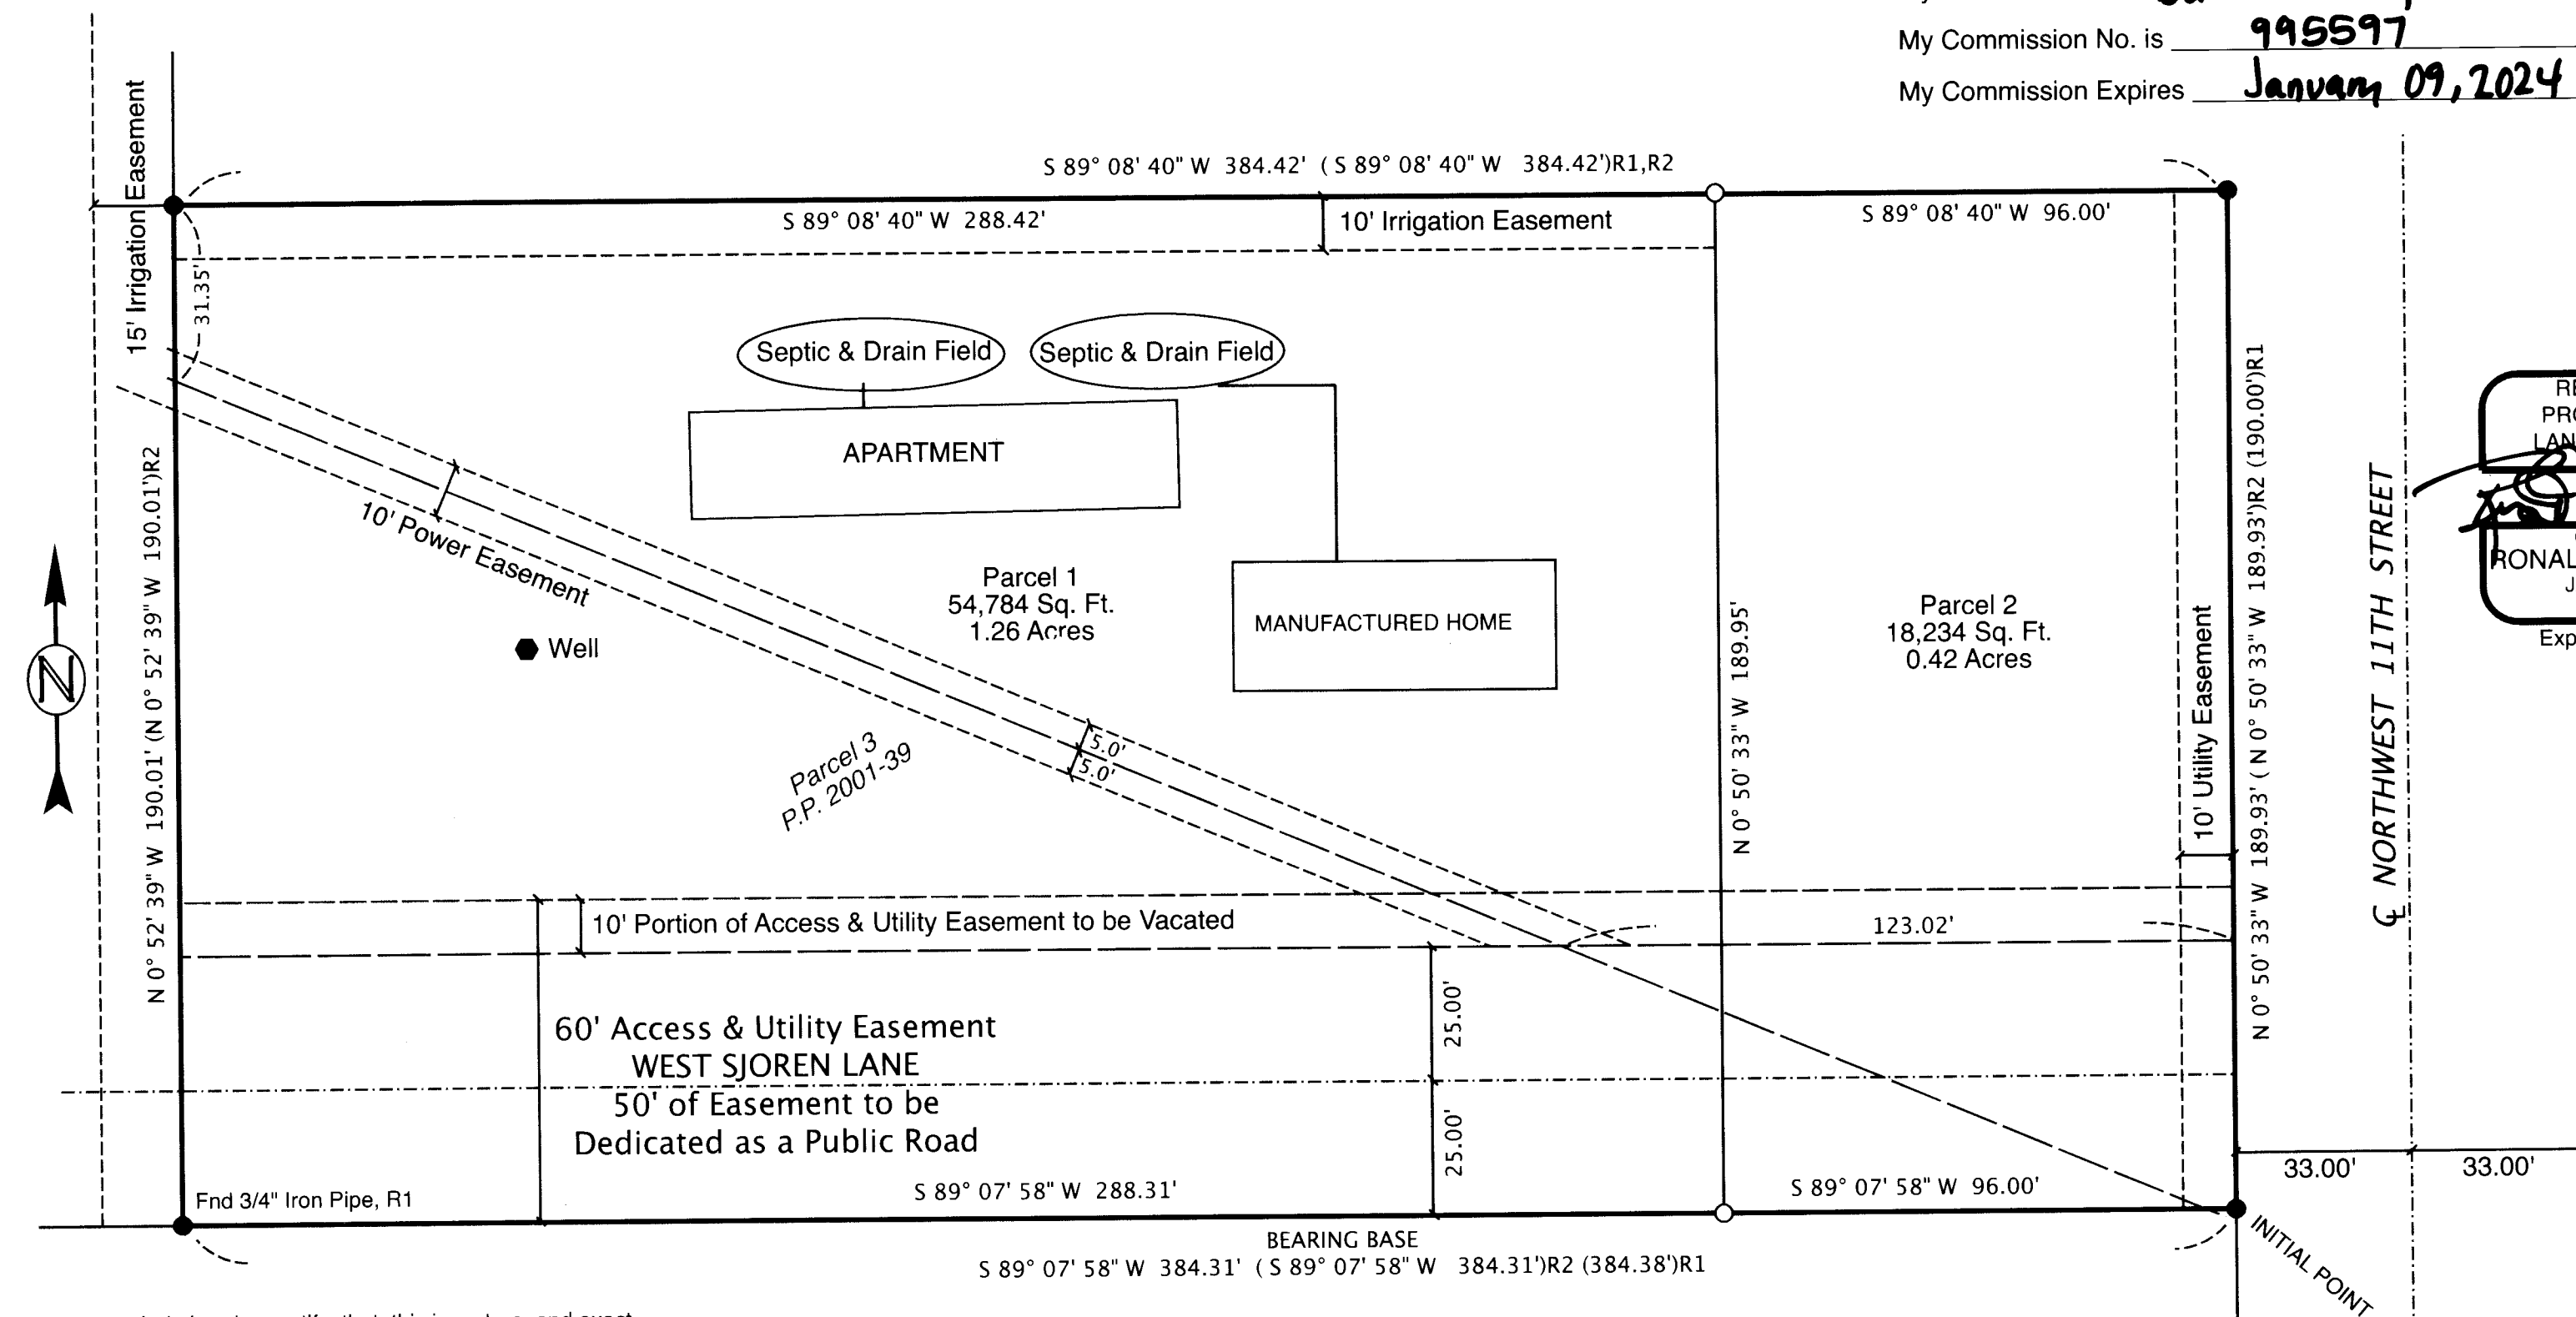 My Commission No. is 995597
My Commission Expires January 09, 2024
S 89° 08' 40" W 384.42' (S 89° 08' 40" W 384.42')R1,R2
S 89° 08' 40" W 288.42'
10' Irrigation Easement
S 89° 08' 40" W 96.00'
15' Irrigation Easement
31.35'
Septic & Drain Field
Septic & Drain Field
APARTMENT
10' Power Easement
Well
Parcel 1
54,784 Sq. Ft.
1.26 Acres
MANUFACTURED HOME
Parcel 2
18,234 Sq. Ft.
0.42 Acres
N 0° 50' 33" W 189.95'
10' Utility Easement
N 0° 50' 33" W 189.93' ( N 0° 50' 33" W 189.93')R2 (190.00')R1
℄ NORTHWEST 11TH STREET
N
N 0° 52' 39" W 190.01' (N 0° 52' 39" W 190.01')R2
5.0'
5.0'
Parcel 3
P.P. 2001-39
10' Portion of Access & Utility Easement to be Vacated
123.02'
60' Access & Utility Easement
WEST SJOREN LANE
50' of Easement to be
Dedicated as a Public Road
25.00'
25.00'
33.00'
33.00'
Fnd 3/4" Iron Pipe, R1
S 89° 07' 58" W 288.31'
S 89° 07' 58" W 96.00'
BEARING BASE
S 89° 07' 58" W 384.31' (S 89° 07' 58" W 384.31')R2 (384.38')R1
INITIAL POINT